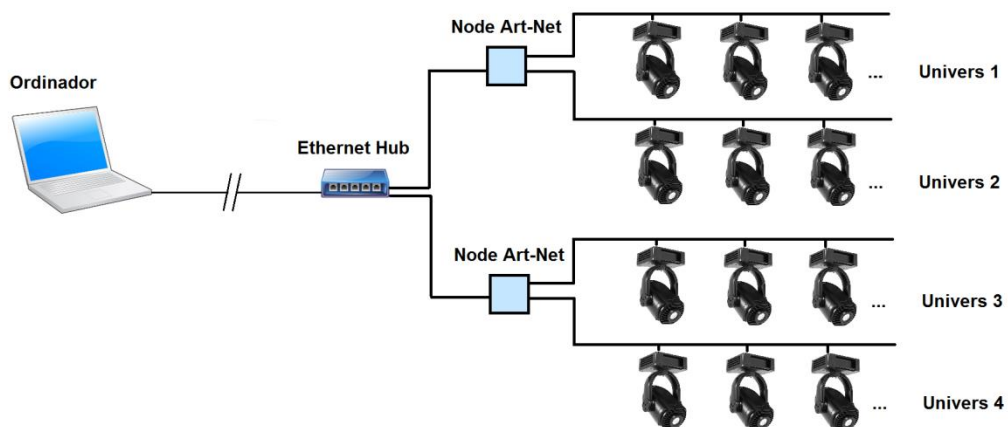 Node Art-Net
... Univers 1
Ordinador
Ethernet Hub
... Univers 2
Node Art-Net
... Univers 3
... Univers 4